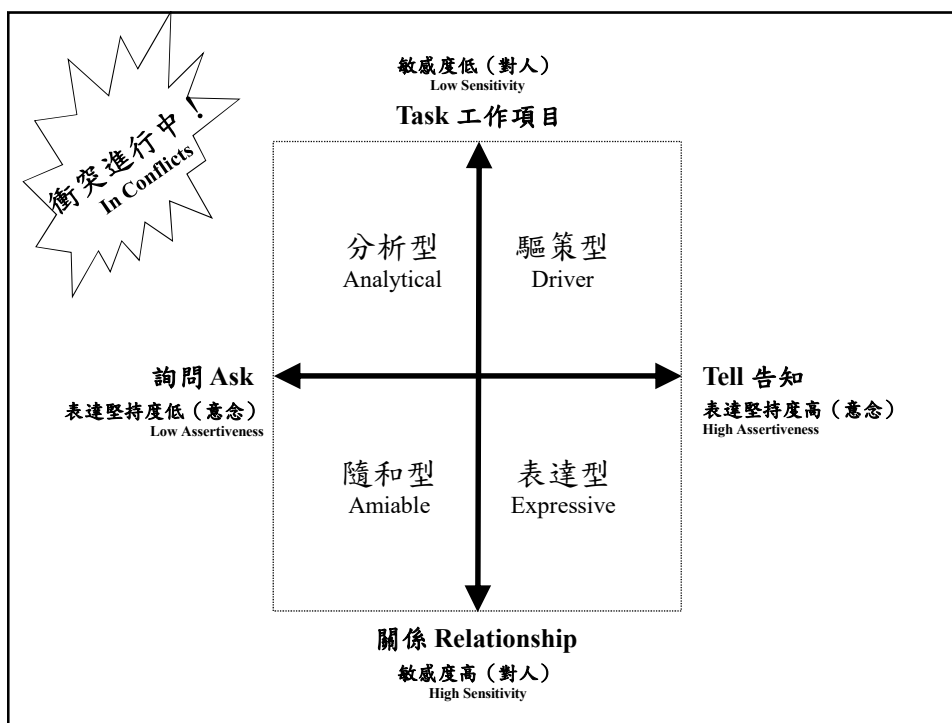 敏感度低（對人）
Low Sensitivity
Task 工作項目
衝突進行中！
In Conflicts
分析型
Analytical
驅策型
Driver
詢問 Ask
表達堅持度低（意念）
Low Assertiveness
Tell 告知
表達堅持度高（意念）
High Assertiveness
隨和型
Amiable
表達型
Expressive
關係 Relationship
敏感度高（對人）
High Sensitivity